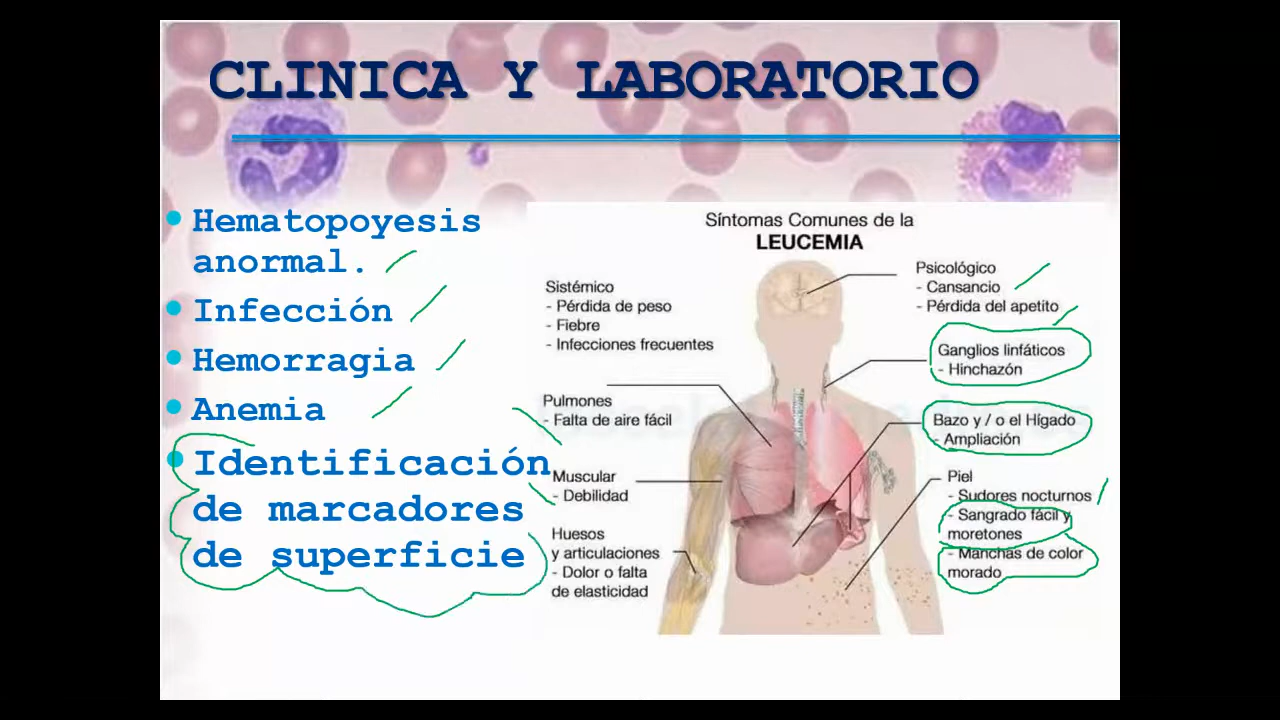 CLINICA Y LABORATORIO
Hematopoyesis
anormal.
Infección
Hemorragia
Anemia
Identificación
de marcadores
de superficie
Síntomas Comunes de la
LEUCEMIA
Sistémico
- Pérdida de peso
- Fiebre
- Infecciones frecuentes
Pulmones
- Falta de aire fácil
Muscular
- Debilidad
Huesos
y articulaciones
- Dolor o falta
de elasticidad
Psicológico
- Cansancio
- Pérdida del apetito
Ganglios linfáticos
- Hinchazón
Bazo y / o el Hígado
- Ampliación
Piel
- Sudores nocturnos
- Sangrado fácil y
moretones
- Manchas de color
morado